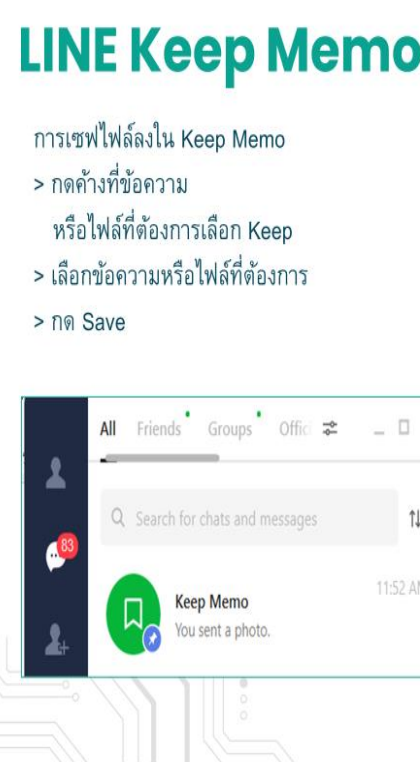 LINE Keep Memo
การเซฟไฟล์ลงใน Keep Memo
> กดค้างที่ข้อความ
หรือไฟล์ที่ต้องการเลือก Keep
> เลือกข้อความหรือไฟล์ที่ต้องการ
> กด Save
All Friends Groups Offici
Search for chats and messages
83
Keep Memo 11:52 AM
You sent a photo.